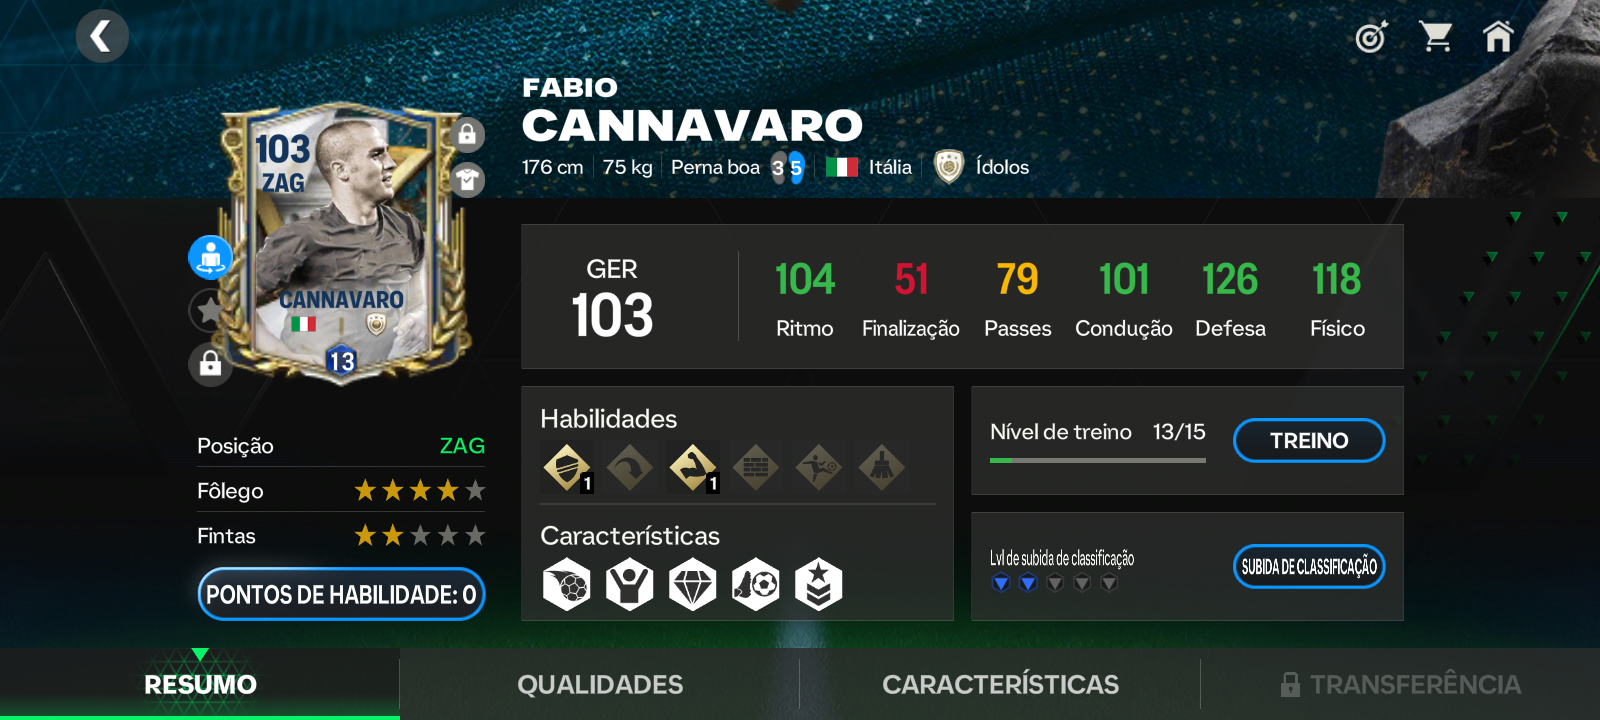 FABIO
CANNAVARO
176 cm 75 kg Perna boa 3 5 Itália Ídolos
103
ZAG
CANNAVARO
13
GER
103
104 51 79 101 126 118
Ritmo Finalização Passes Condução Defesa Físico
Posição ZAG
Fôlego
Fintas
PONTOS DE HABILIDADE: 0
Habilidades
1 1
Características
Nível de treino 13/15
TREINO
Lvl de subida de classificação
SUBIDA DE CLASSIFICAÇÃO
RESUMO QUALIDADES CARACTERÍSTICAS TRANSFERÊNCIA